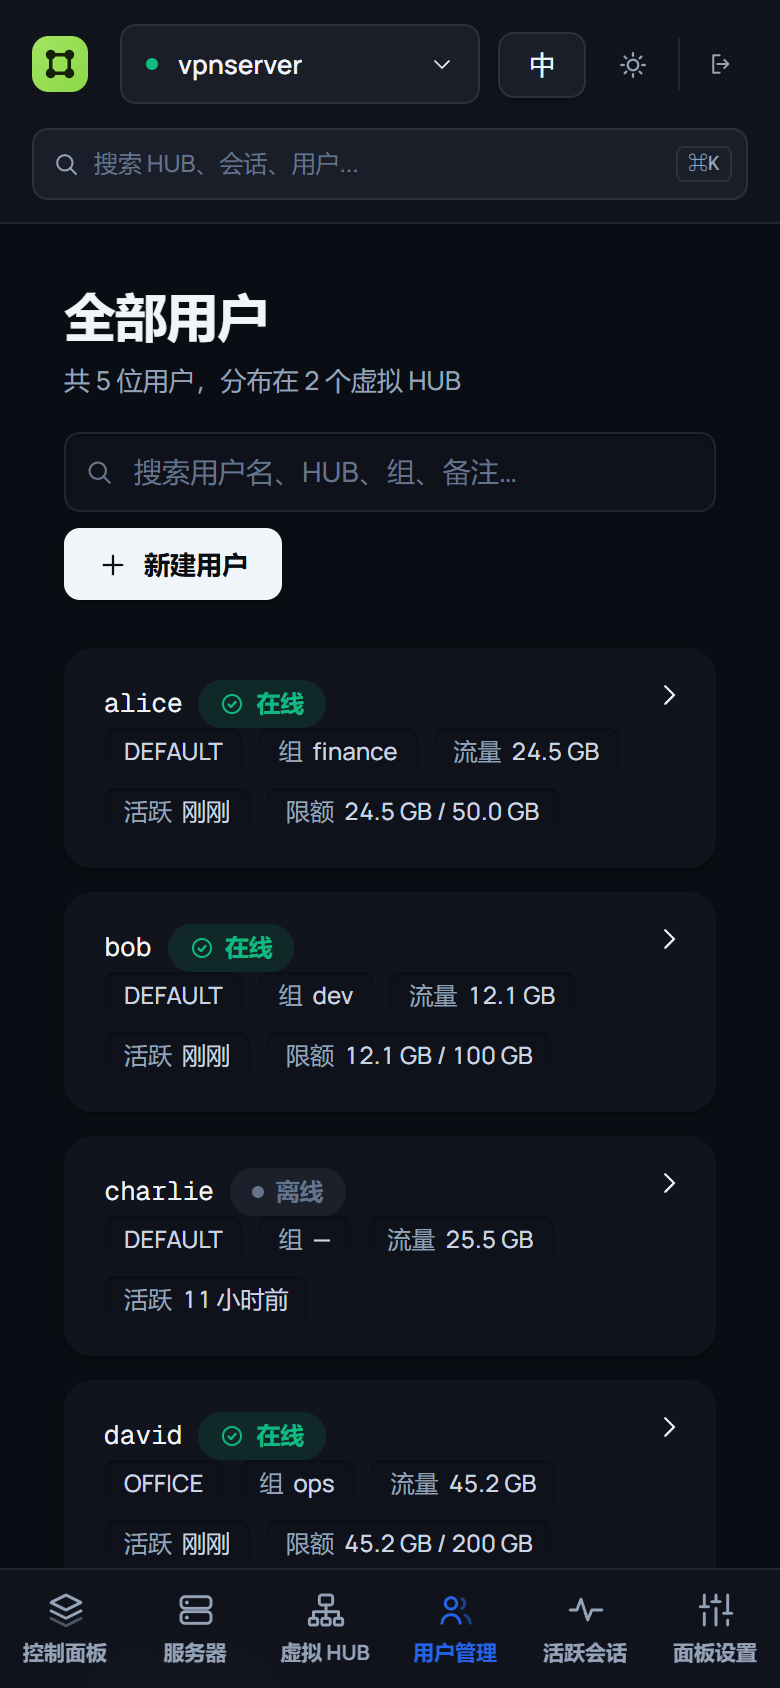 vpnserver
中
搜索 HUB、会话、用户...
⌘K
全部用户
共 5 位用户，分布在 2 个虚拟 HUB
搜索用户名、HUB、组、备注...
新建用户
alice 在线
DEFAULT 组 finance 流量 24.5 GB
活跃 刚刚 限额 24.5 GB / 50.0 GB
bob 在线
DEFAULT 组 dev 流量 12.1 GB
活跃 刚刚 限额 12.1 GB / 100 GB
charlie 离线
DEFAULT 组 — 流量 25.5 GB
活跃 11 小时前
david 在线
OFFICE 组 ops 流量 45.2 GB
活跃 刚刚 限额 45.2 GB / 200 GB
控制面板 服务器 虚拟 HUB 用户管理 活跃会话 面板设置